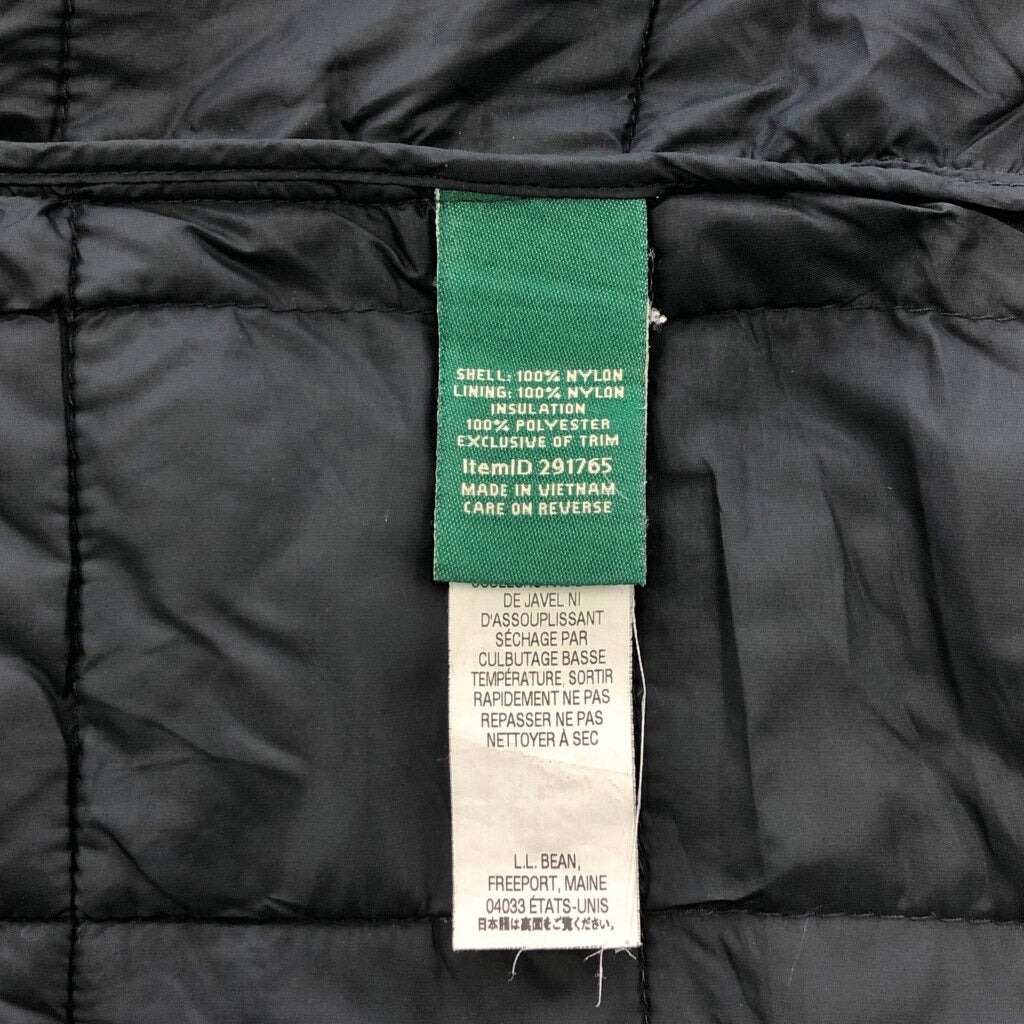 SHELL: 100% NYLON
LINING: 100% NYLON
INSULATION
100% POLYESTER
EXCLUSIVE OF TRIM
ItemID 291765
MADE IN VIETNAM
CARE ON REVERSE
DE JAVEL NI
D'ASSOUPLISSANT
SÉCHAGE PAR
CULBUTAGE BASSE
TEMPÉRATURE, SORTIR
RAPIDEMENT NE PAS
REPASSER NE PAS
NETTOYER À SEC
L.L. BEAN,
FREEPORT, MAINE
04033 ÉTATS-UNIS
日本語は裏面をご覧ください。